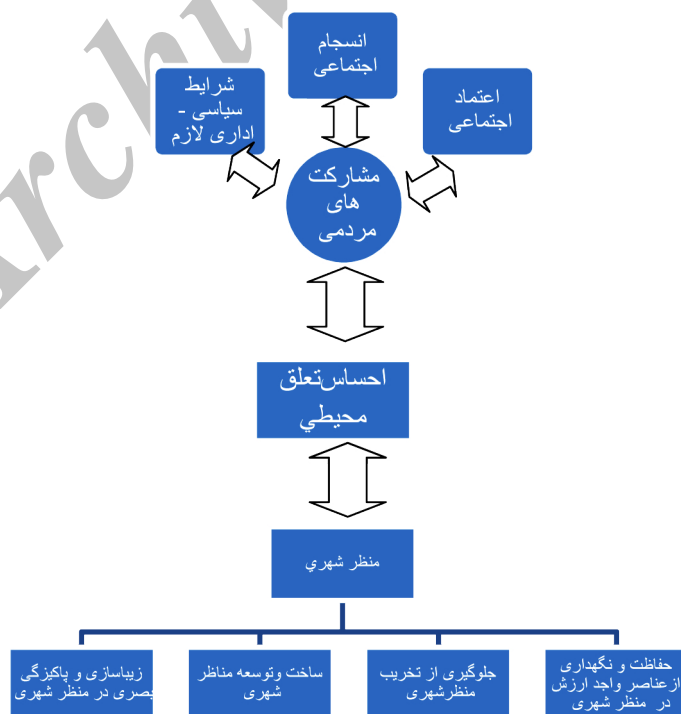 انسجام
اجتماعی
شرایط
سیاسی -
اداری لازم
اعتماد
اجتماعی
مشارکت
های
مردمی
احساس‌تعلق
محيطي
منظر شهري
حفاظت و نگهداری
ازعناصر واجد ارزش
در منظر شهری
جلوگیری از تخریب
منظرشهری
ساخت وتوسعه مناظر
شهری
زیباسازی و پاکیزگی
بصری در منظر شهری